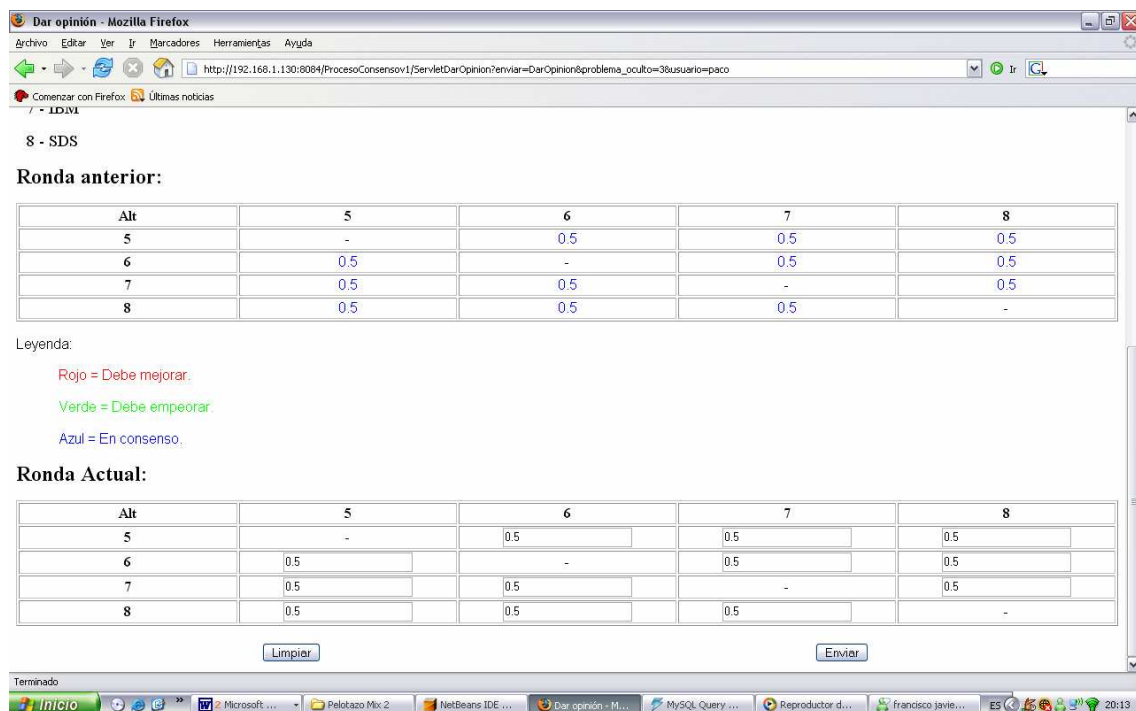 Dar opinión - Mozilla Firefox
Archivo Editar Ver Ir Marcadores Herramientas Ayuda
http://192.168.1.130:8084/ProcesoConsensov1/ServletDarOpinion?enviar=DarOpinion&problema_oculto=3&usuario=paco Ir
Comenzar con Firefox Últimas noticias
7 - IBM
8 - SDS
Ronda anterior:
Alt 5 6 7 8
5 - 0.5 0.5 0.5
6 0.5 - 0.5 0.5
7 0.5 0.5 - 0.5
8 0.5 0.5 0.5 -
Leyenda:
Rojo = Debe mejorar.
Verde = Debe empeorar.
Azul = En consenso.
Ronda Actual:
Alt 5 6 7 8
5 - 0.5 0.5 0.5
6 0.5 - 0.5 0.5
7 0.5 0.5 - 0.5
8 0.5 0.5 0.5 -
Limpiar Enviar
Terminado
Inicio 2 Microsoft ... Pelotazo Mix 2 NetBeans IDE ... Dar opinión - M... MySQL Query ... Reproductor d... francisco javie... ES 20:13